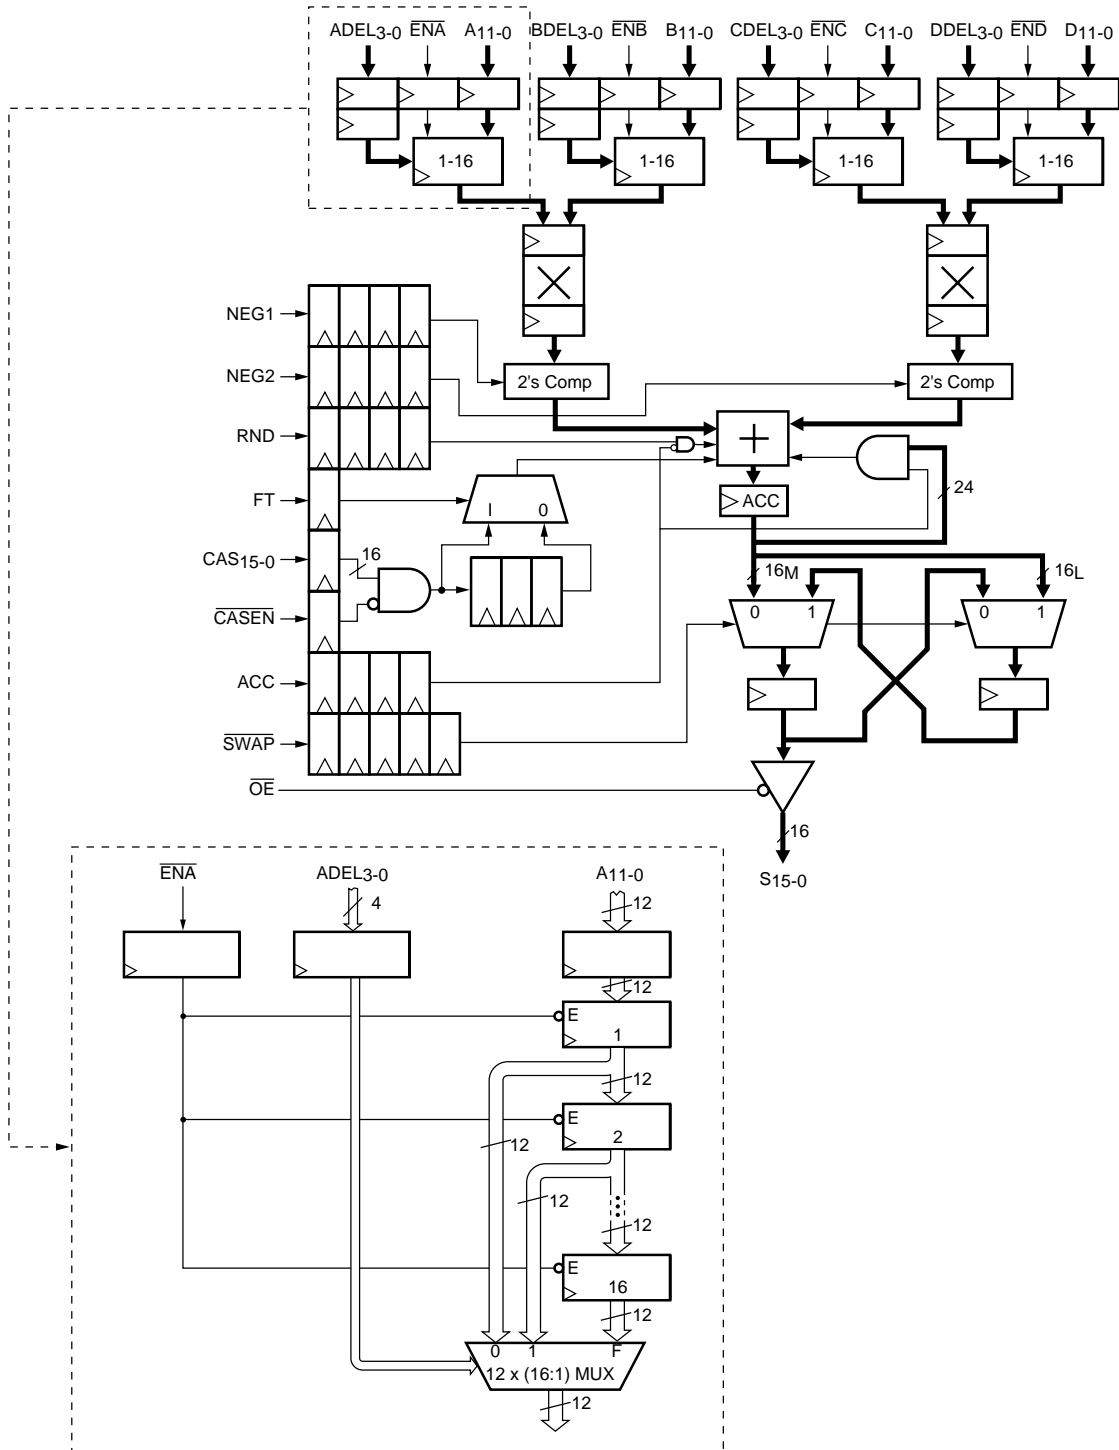 ADEL3-0 ENA A11-0 BDEL3-0 ENB B11-0 CDEL3-0 ENC C11-0 DDEL3-0 END D11-0
1-16 1-16 1-16 1-16
NEG1
NEG2
2's Comp 2's Comp
RND
FT
I 0
ACC
24
CAS15-0
16
16M
16L
CASEN
0 1 0 1
ACC
SWAP
OE
16
S15-0
ENA ADEL3-0 A11-0
4
12
12
E
1
12
E
2
12
12
12
E
16
12
0 1 F
12 x (16:1) MUX
12